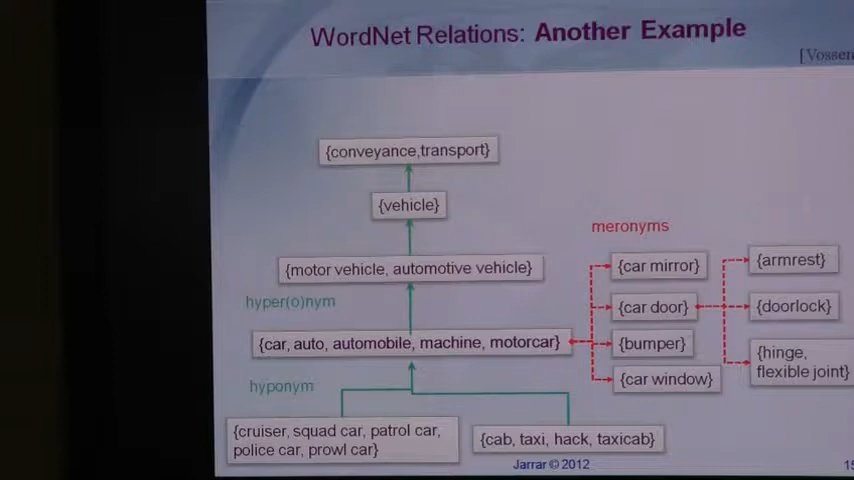 WordNet Relations: Another Example
[Vossen
{conveyance,transport}
{vehicle}
meronyms
{motor vehicle, automotive vehicle}
{car mirror}
{armrest}
hyper(o)nym
{car door}
{doorlock}
{car, auto, automobile, machine, motorcar}
{bumper}
{hinge,
flexible joint}
{car window}
hyponym
{cruiser, squad car, patrol car,
police car, prowl car}
{cab, taxi, hack, taxicab}
Jarrar © 2012
15